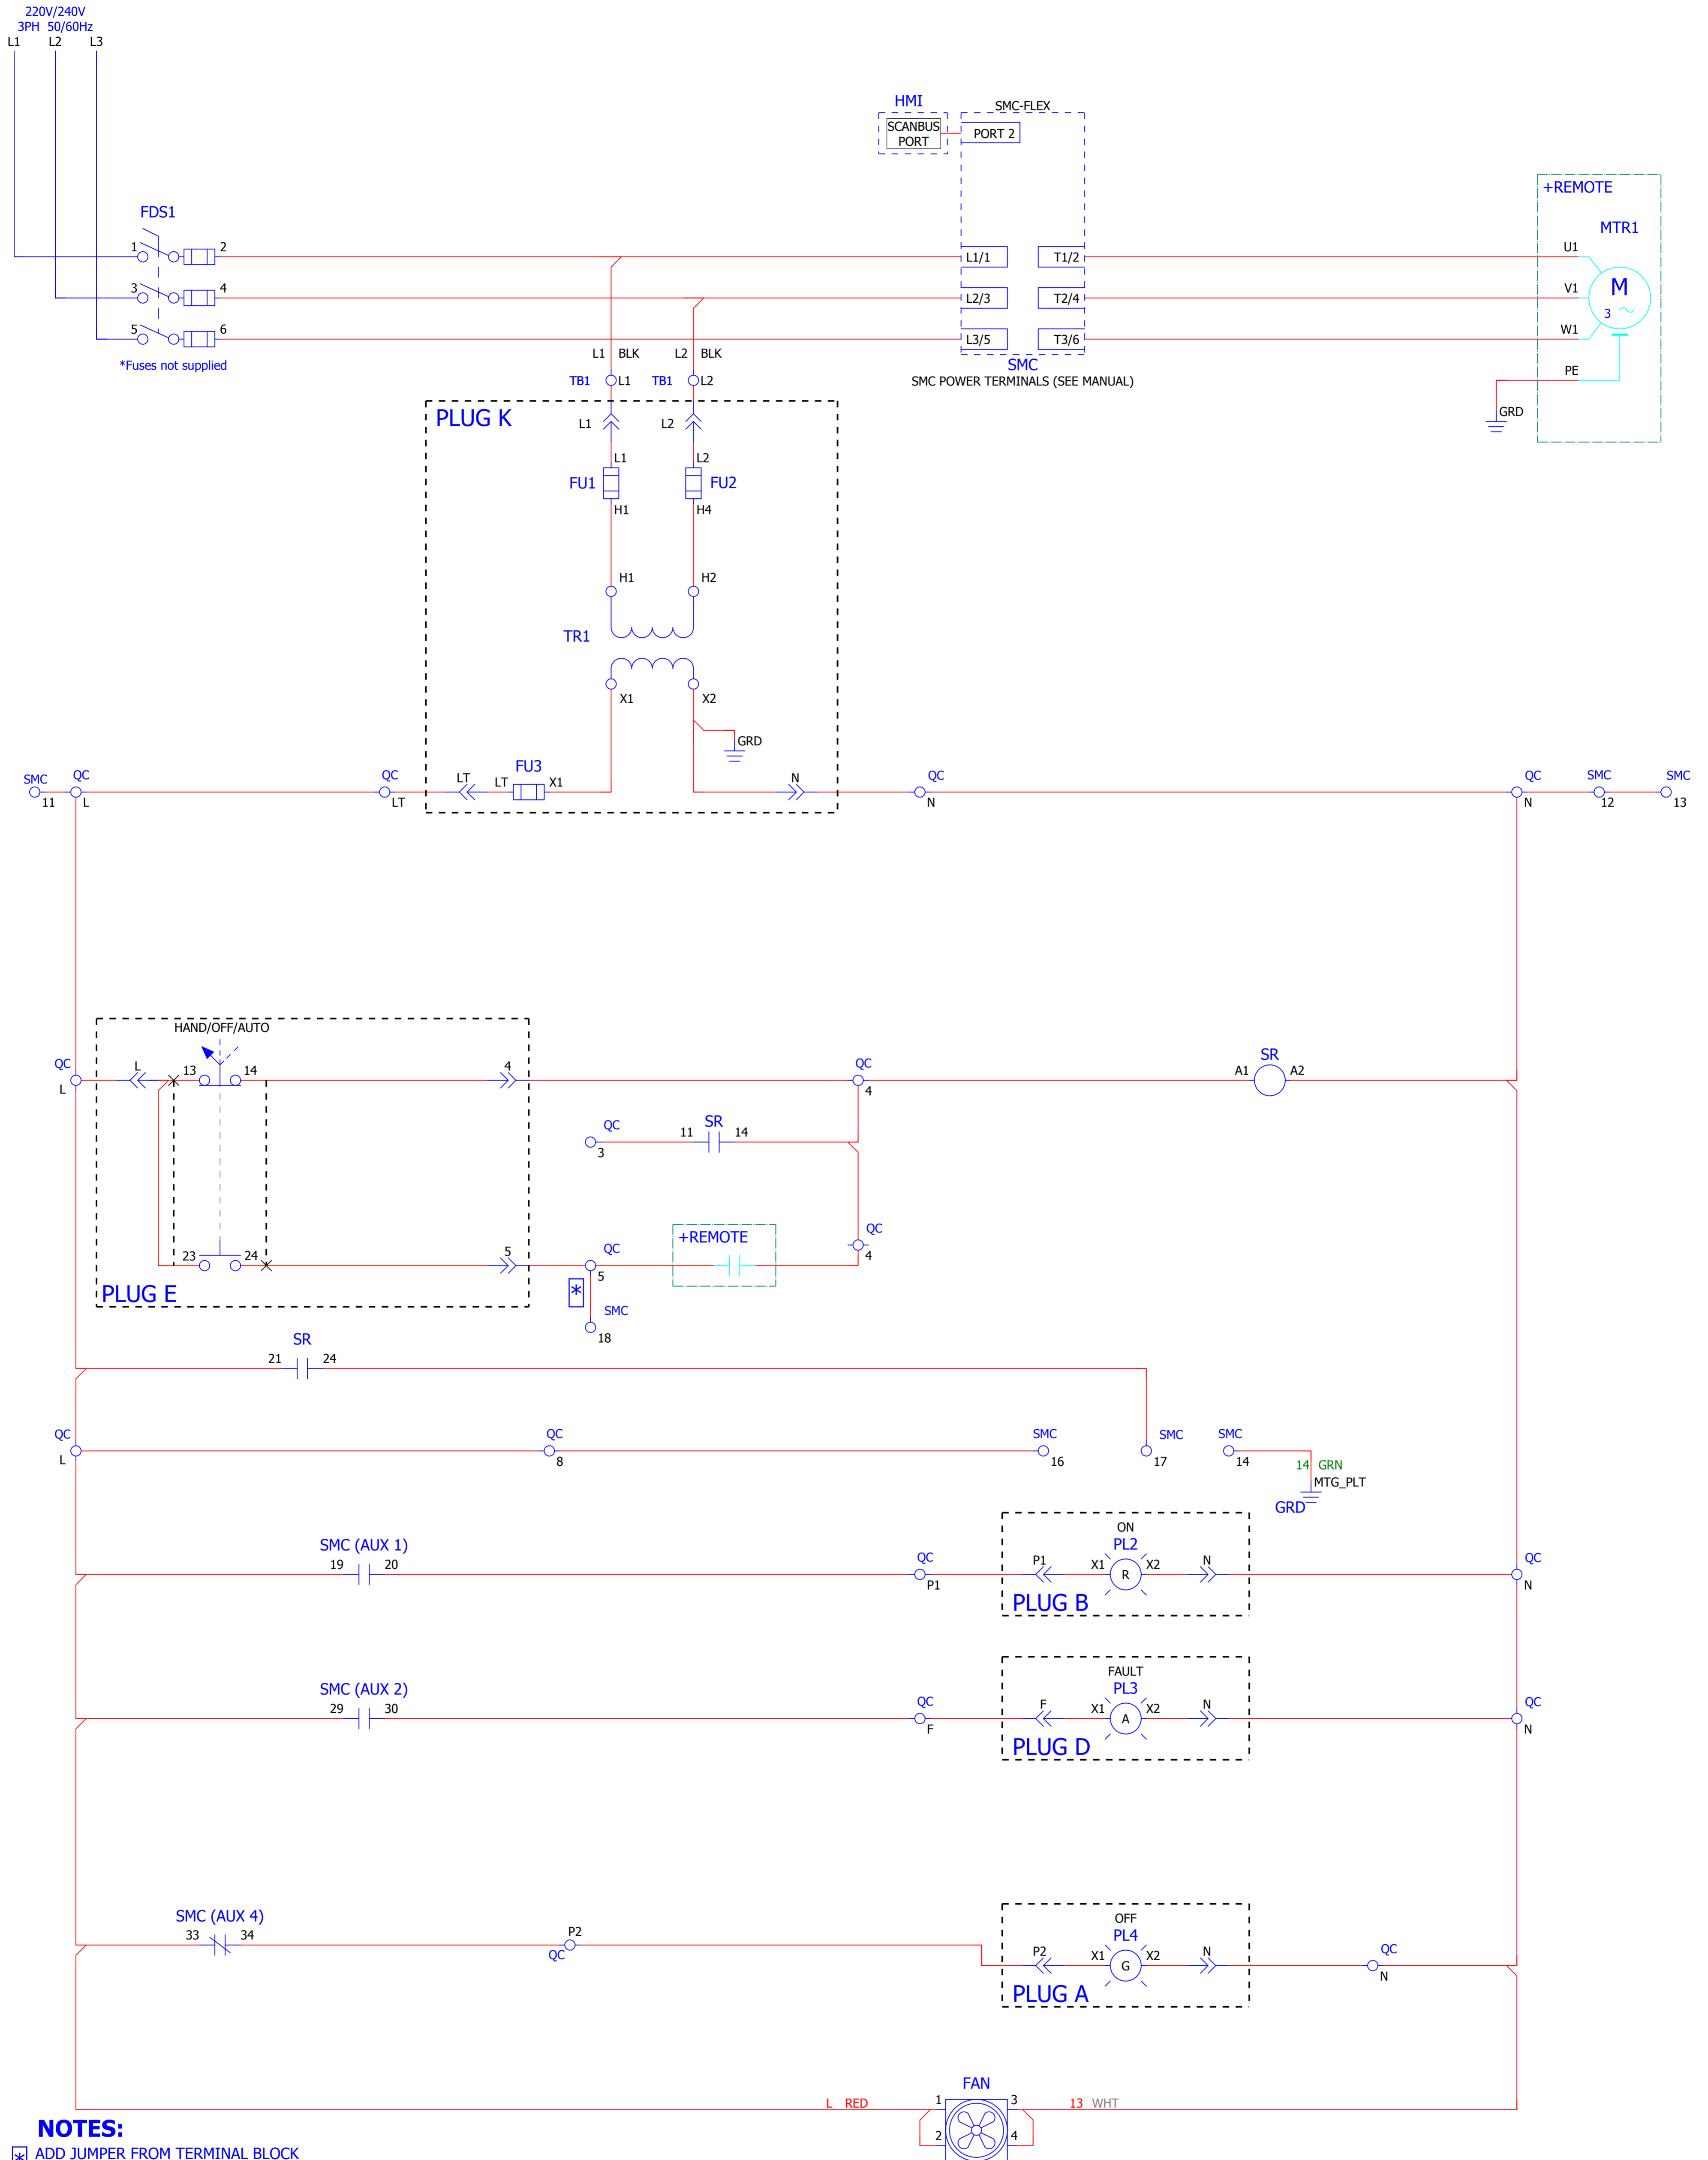 220V/240V
3PH 50/60Hz
L1 L2 L3
HMI
SMC-FLEX
SCANBUS
PORT
PORT 2
+REMOTE
FDS1
MTR1
1 2
L1/1 T1/2
U1
3 4
L2/3 T2/4
V1
M
3
5 6
L3/5 T3/6
W1
*Fuses not supplied
L1 BLK L2 BLK
SMC
SMC POWER TERMINALS (SEE MANUAL)
PE
TB1 L1 TB1 L2
GRD
PLUG K
L1 L2
L1 L2
FU1 FU2
H1 H4
H1 H2
TR1
X1 X2
GRD
SMC QC QC
LT LT FU3 X1
N QC
QC SMC SMC
11 L LT
N
N 12 13
HAND/OFF/AUTO
QC L 13 14 4 QC
SR
A1 A2
L 4
QC 11 SR 14
3
+REMOTE
QC
4
23 24 5 QC
5
PLUG E
*
SMC
18
SR
21 24
QC QC SMC SMC SMC
L 8 16 17 14
14 GRN
MTG_PLT
GRD
ON
SMC (AUX 1)
PL2
19 20
QC P1 X1 R X2 N QC
P1 N
PLUG B
FAULT
SMC (AUX 2)
PL3
29 30
QC F X1 A X2 N QC
F N
PLUG D
SMC (AUX 4)
OFF
PL4
33 34
P2
QC
P2 X1 G X2 N QC
N
PLUG A
FAN
L RED 1 3 13 WHT
2 4
NOTES:
* ADD JUMPER FROM TERMINAL BLOCK